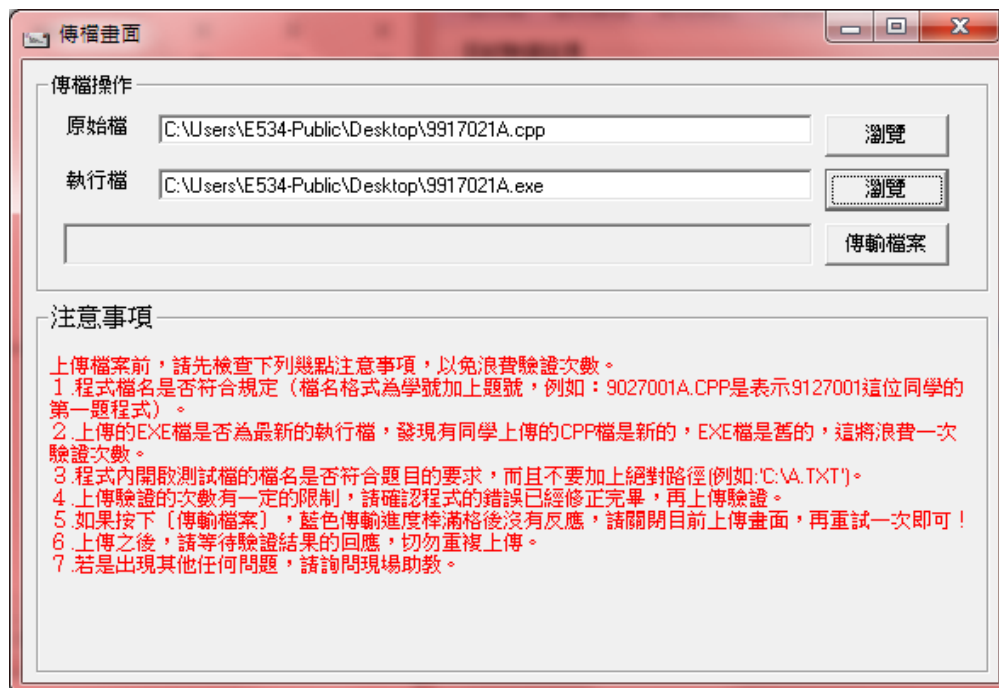 傳檔畫面
傳檔操作
原始檔 C:\Users\E534-Public\Desktop\9917021A.cpp 瀏覽
執行檔 C:\Users\E534-Public\Desktop\9917021A.exe 瀏覽
傳輸檔案
注意事項
上傳檔案前，請先檢查下列幾點注意事項，以免浪費驗證次數。
１.程式檔名是否符合規定（檔名格式為學號加上題號，例如：9027001A.CPP是表示9127001這位同學的
第一題程式）。
２.上傳的EXE檔是否為最新的執行檔，發現有同學上傳的CPP檔是新的，EXE檔是舊的，這將浪費一次
驗證次數。
３.程式內開啟測試檔的檔名是否符合題目的要求，而且不要加上絕對路徑(例如:'C:\A.TXT')。
４.上傳驗證的次數有一定的限制，請確認程式的錯誤已經修正完畢，再上傳驗證。
５.如果按下〔傳輸檔案〕，藍色傳輸進度棒滿格後沒有反應，請關閉目前上傳畫面，再重試一次即可！
６.上傳之後，請等待驗證結果的回應，切勿重複上傳。
７.若是出現其他任何問題，請詢問現場助教。